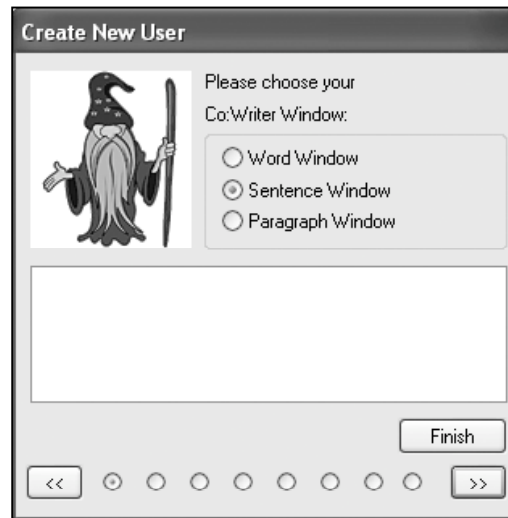 Create New User
Please choose your
Co:Writer Window:
Word Window
Sentence Window
Paragraph Window
Finish
<< >>